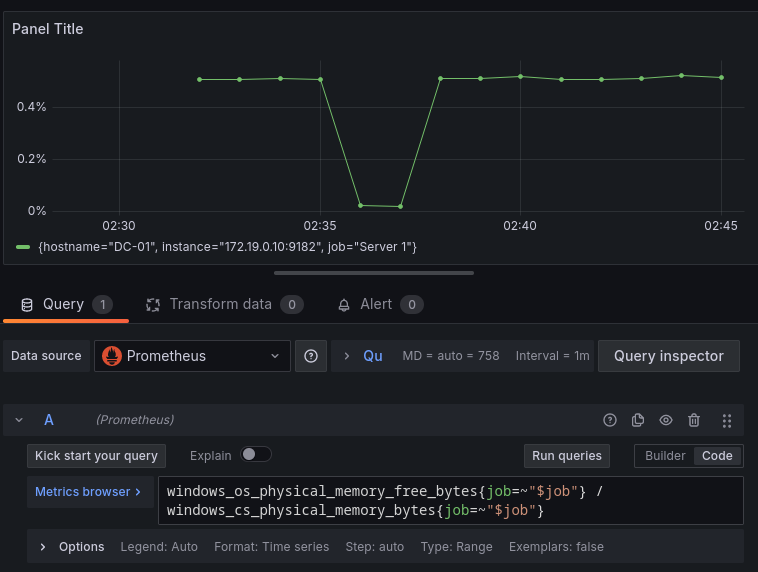 Panel Title
0.4%
0.2%
0%
02:30 02:35 02:40 02:45
{hostname="DC-01", instance="172.19.0.10:9182", job="Server 1"}
Query 1 Transform data 0 Alert 0
Data source Prometheus Qu MD = auto = 758 Interval = 1m Query inspector
A (Prometheus)
Kick start your query Explain Run queries Builder Code
Metrics browser > windows_os_physical_memory_free_bytes{job=~"$job"} /
windows_cs_physical_memory_bytes{job=~"$job"}
> Options Legend: Auto Format: Time series Step: auto Type: Range Exemplars: false